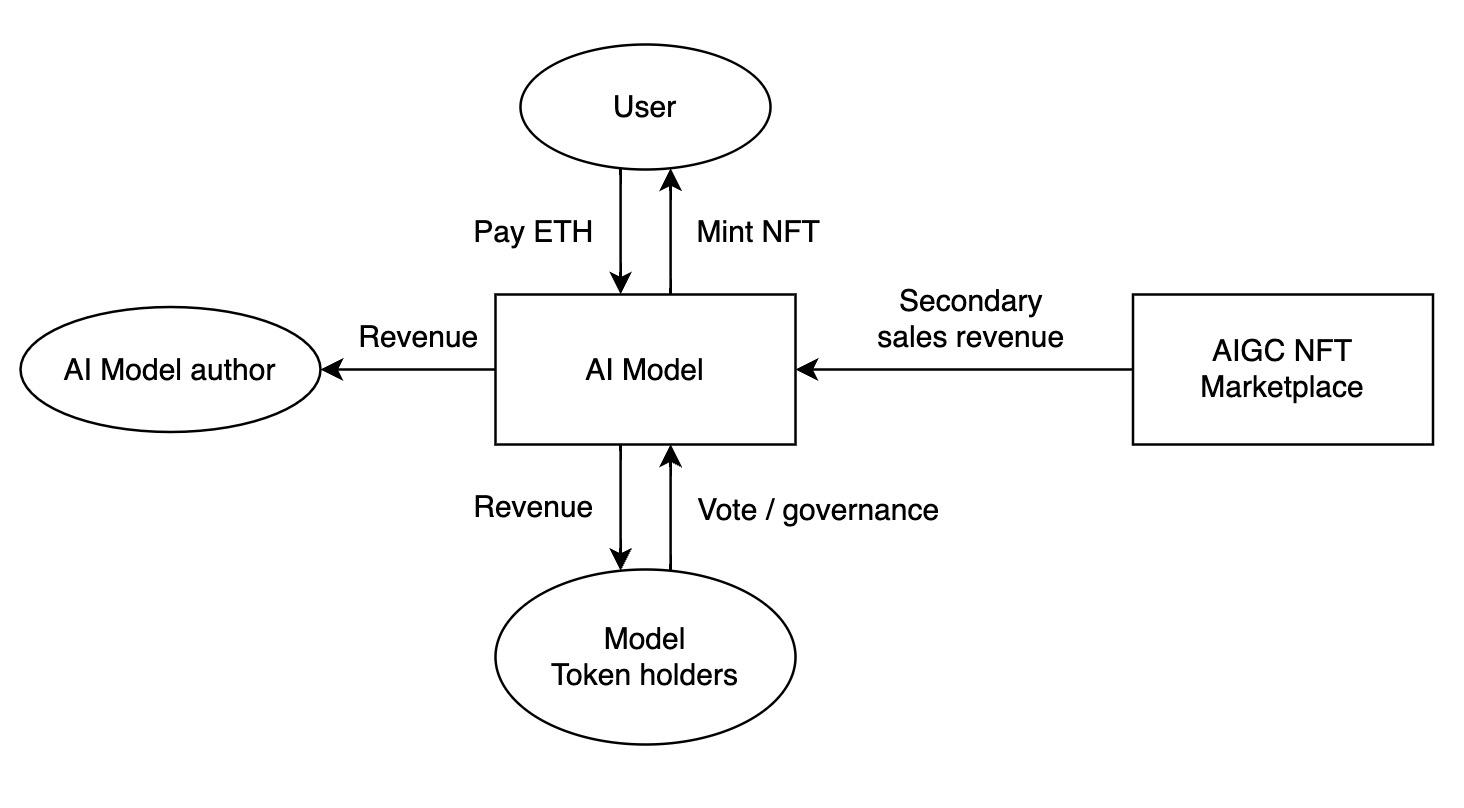 User
Pay ETH
Mint NFT
Secondary
sales revenue
Revenue
AI Model author
AI Model
AIGC NFT
Marketplace
Revenue
Vote / governance
Model
Token holders